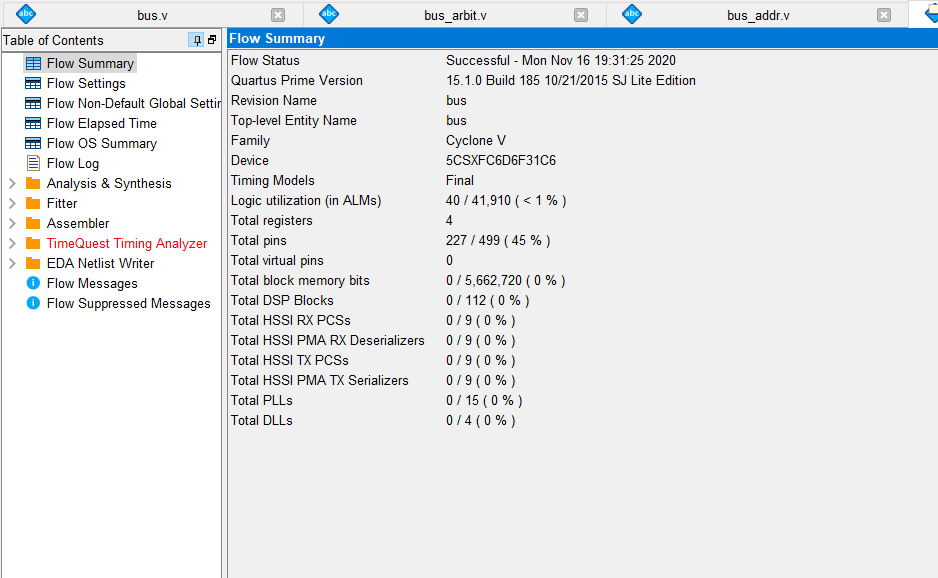 abc bus.v abc bus_arbit.v abc bus_addr.v
Table of Contents
Flow Summary
Flow Settings
Flow Non-Default Global Settin
Flow Elapsed Time
Flow OS Summary
Flow Log
Analysis & Synthesis
Fitter
Assembler
TimeQuest Timing Analyzer
EDA Netlist Writer
Flow Messages
Flow Suppressed Messages
Flow Summary
Flow Status Successful - Mon Nov 16 19:31:25 2020
Quartus Prime Version 15.1.0 Build 185 10/21/2015 SJ Lite Edition
Revision Name bus
Top-level Entity Name bus
Family Cyclone V
Device 5CSXFC6D6F31C6
Timing Models Final
Logic utilization (in ALMs) 40 / 41,910 ( < 1 % )
Total registers 4
Total pins 227 / 499 ( 45 % )
Total virtual pins 0
Total block memory bits 0 / 5,662,720 ( 0 % )
Total DSP Blocks 0 / 112 ( 0 % )
Total HSSI RX PCSs 0 / 9 ( 0 % )
Total HSSI PMA RX Deserializers 0 / 9 ( 0 % )
Total HSSI TX PCSs 0 / 9 ( 0 % )
Total HSSI PMA TX Serializers 0 / 9 ( 0 % )
Total PLLs 0 / 15 ( 0 % )
Total DLLs 0 / 4 ( 0 % )